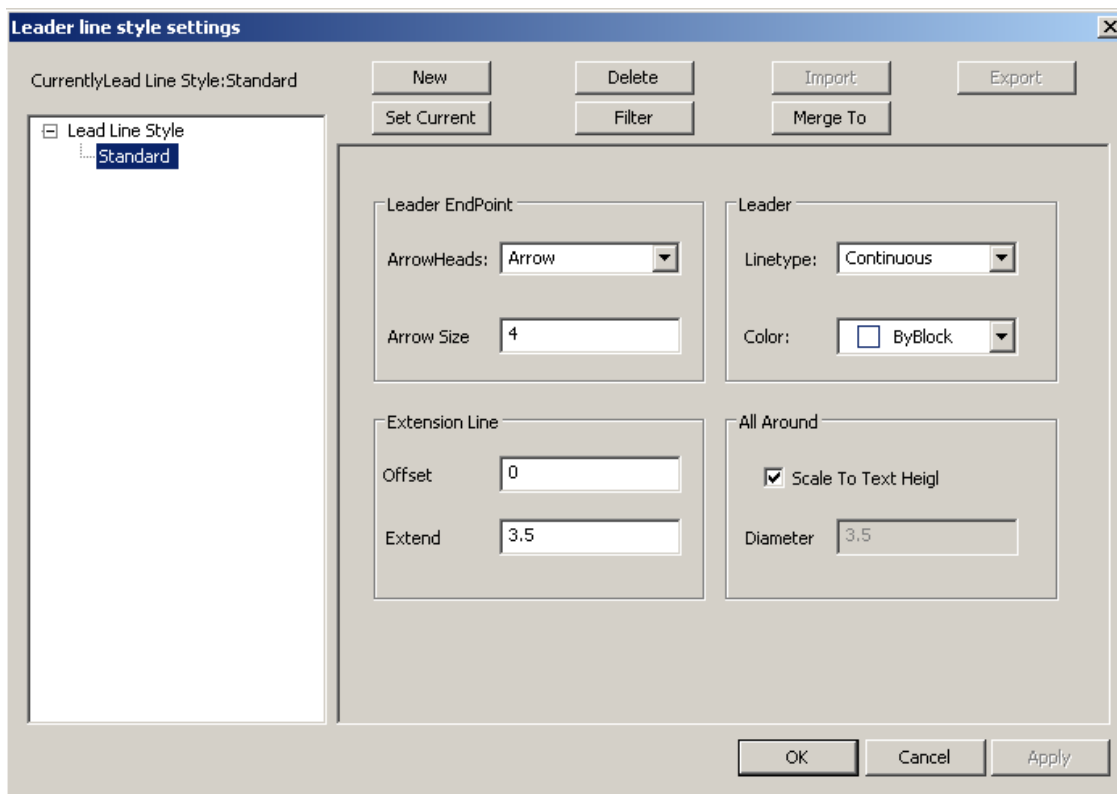 Leader line style settings
CurrentlyLead Line Style:Standard
New
Delete
Import
Export
Set Current
Filter
Merge To
Lead Line Style
Standard
Leader EndPoint
ArrowHeads: Arrow
Arrow Size 4
Leader
Linetype: Continuous
Color: ByBlock
Extension Line
Offset 0
Extend 3.5
All Around
Scale To Text Heigl
Diameter 3.5
OK
Cancel
Apply